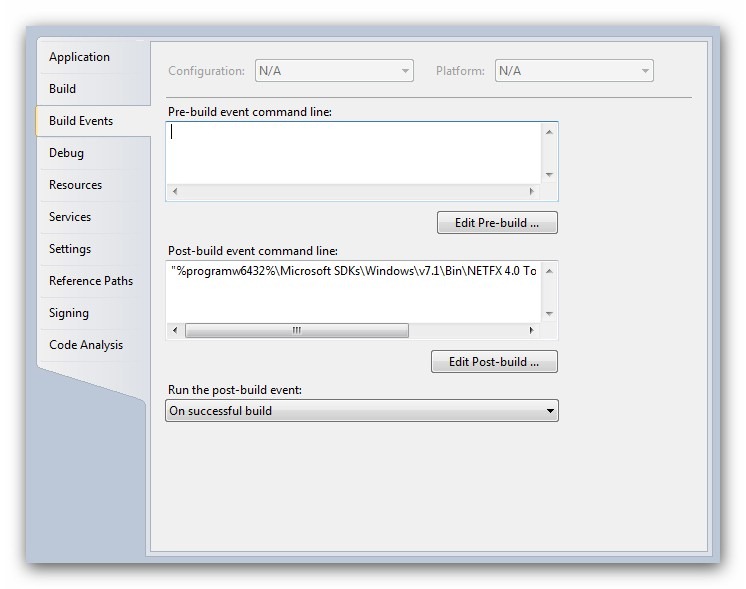 Application
Build
Build Events
Debug
Resources
Services
Settings
Reference Paths
Signing
Code Analysis
Configuration: N/A Platform: N/A
Pre-build event command line:
Edit Pre-build ...
Post-build event command line:
"%programw6432%\Microsoft SDKs\Windows\v7.1\Bin\NETFX 4.0 To
Edit Post-build ...
Run the post-build event:
On successful build